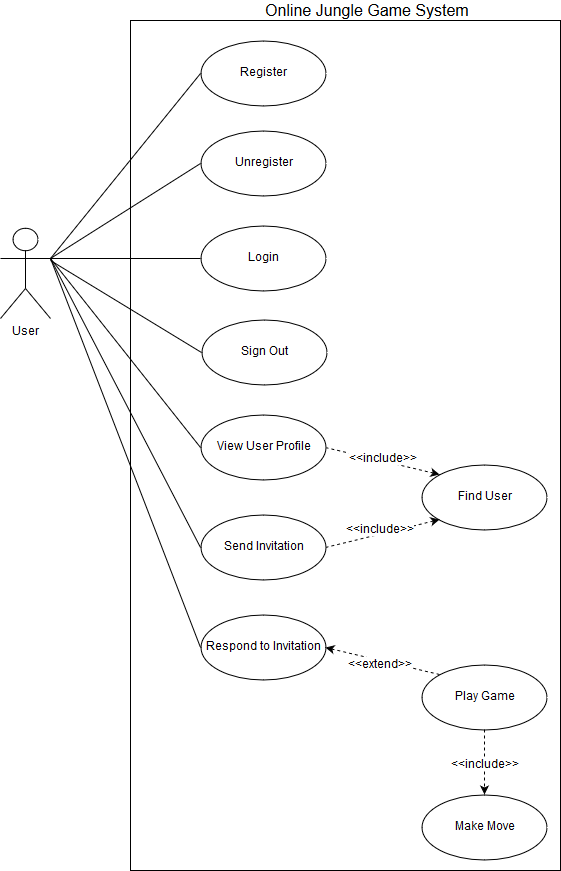 Online Jungle Game System
Register
Unregister
Login
User
Sign Out
View User Profile
<<include>>
Find User
<<include>>
Send Invitation
Respond to Invitation
<<extend>>
Play Game
<<include>>
Make Move